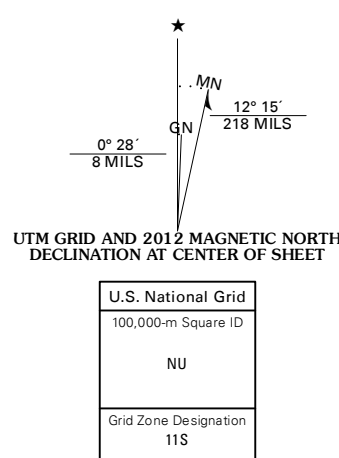 ★
MN
GN
12° 15´
218 MILS
0° 28´
8 MILS
UTM GRID AND 2012 MAGNETIC NORTH
DECLINATION AT CENTER OF SHEET
U.S. National Grid
100,000-m Square ID
NU
Grid Zone Designation
11S